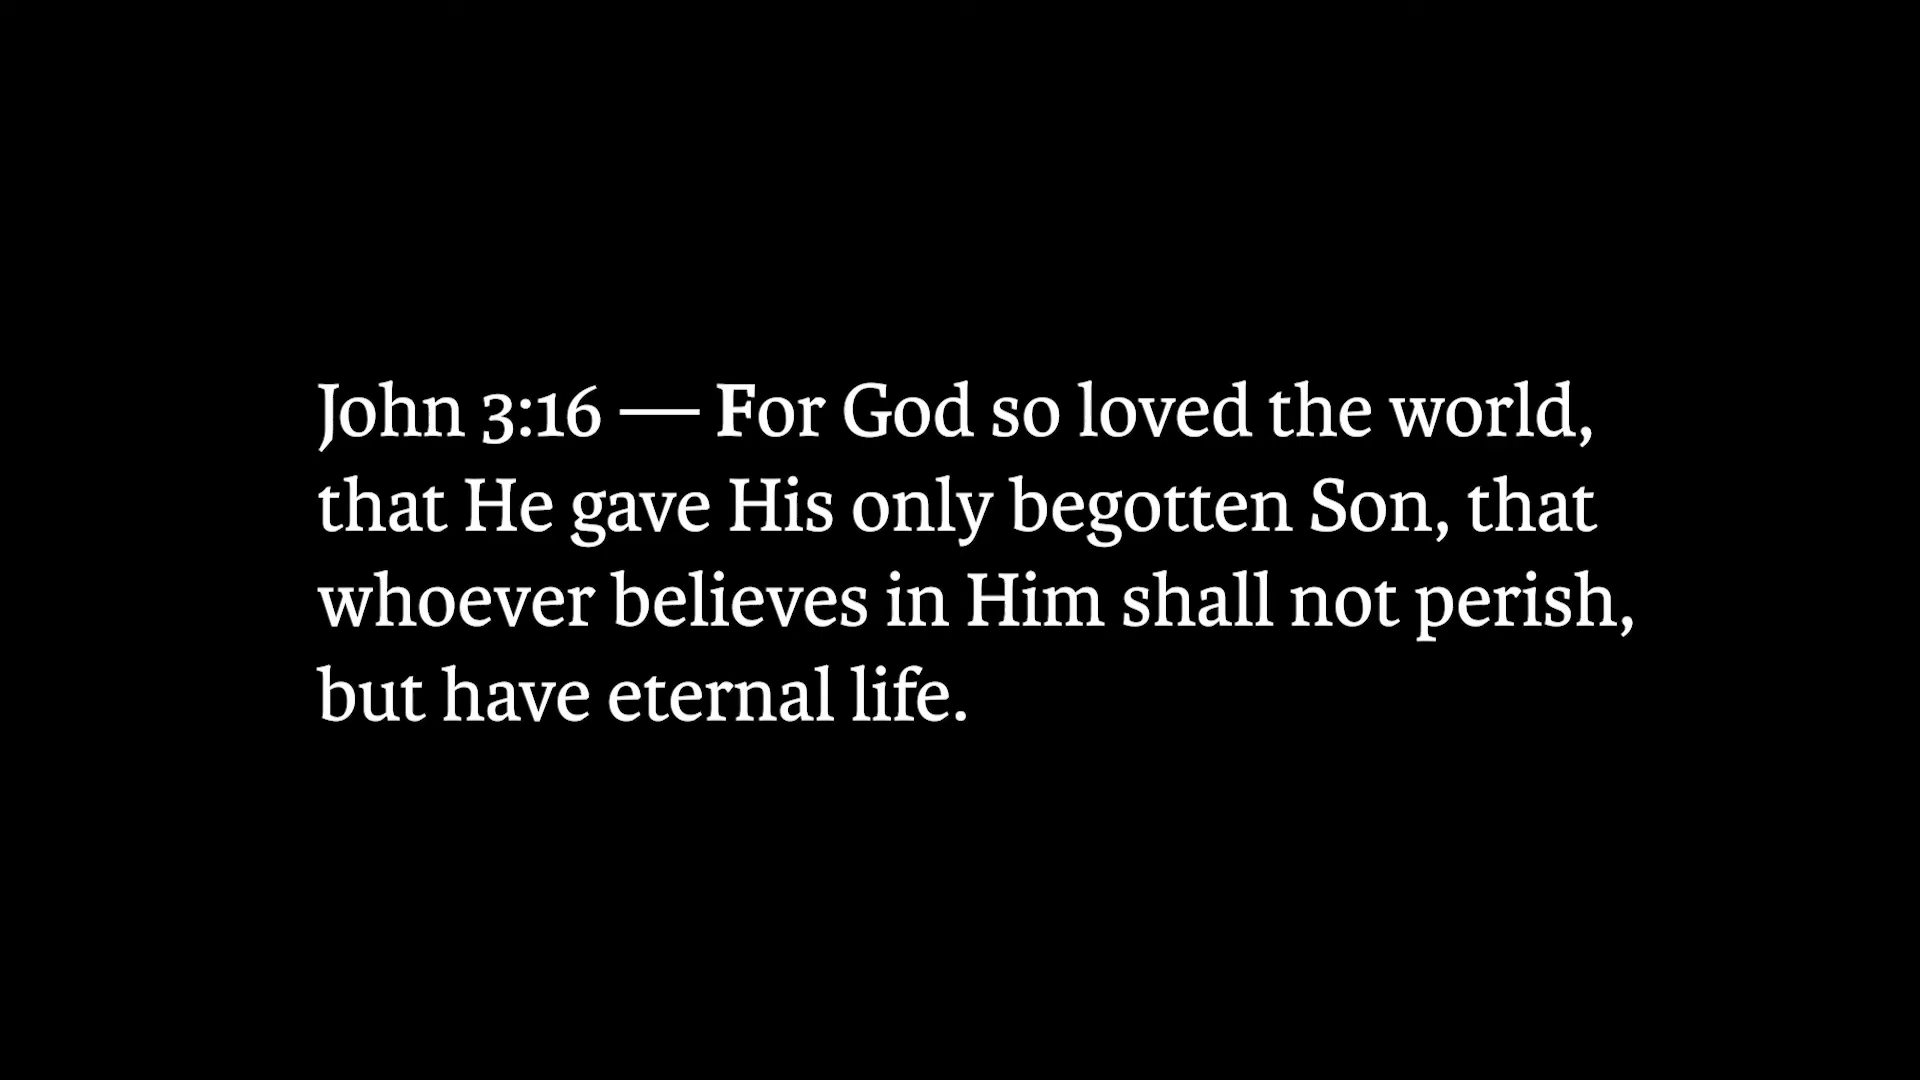 John 3:16 — For God so loved the world,
that He gave His only begotten Son, that
whoever believes in Him shall not perish,
but have eternal life.